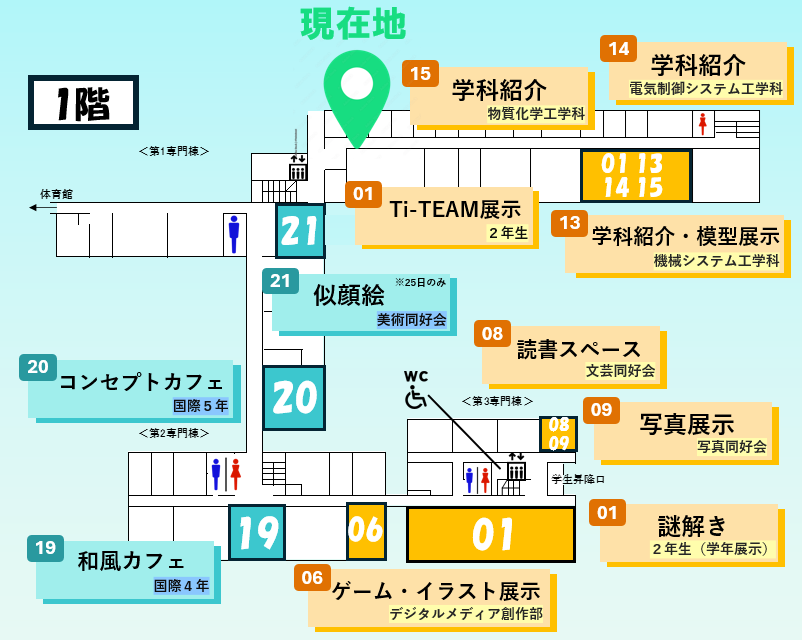 現在地
1階
15
学科紹介
物質化学工学科
14
学科紹介
電気制御システム工学科
＜第1専門棟＞
体育館
01 13
14 15
01
Ti-TEAM展示
２年生
13
学科紹介・模型展示
機械システム工学科
21
21
※25日のみ
似顔絵
美術同好会
08
読書スペース
文芸同好会
20
コンセプトカフェ
国際５年
20
WC
＜第3専門棟＞
09
写真展示
写真同好会
08
09
＜第2専門棟＞
学生昇降口
01
謎解き
２年生（学年展示）
19
06
01
19
和風カフェ
国際４年
06
ゲーム・イラスト展示
デジタルメディア創作部